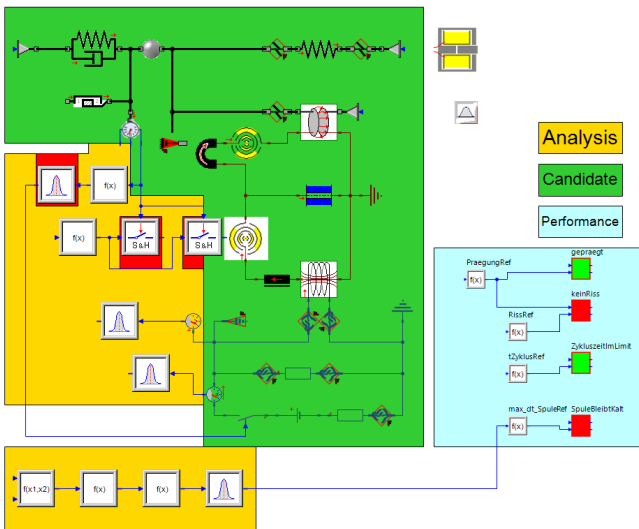 Analysis
Candidate
Performance
f(x)
f(x)
S&H
S&H
gepraegt
PraegungRef
f(x)
keinRiss
RissRef
f(x)
ZykluszeitImLimit
tZyklusRef
f(x)
max_dt_SpuleRef
SpuleBleibtKalt
f(x)
f(x1,x2)
f(x)
f(x)